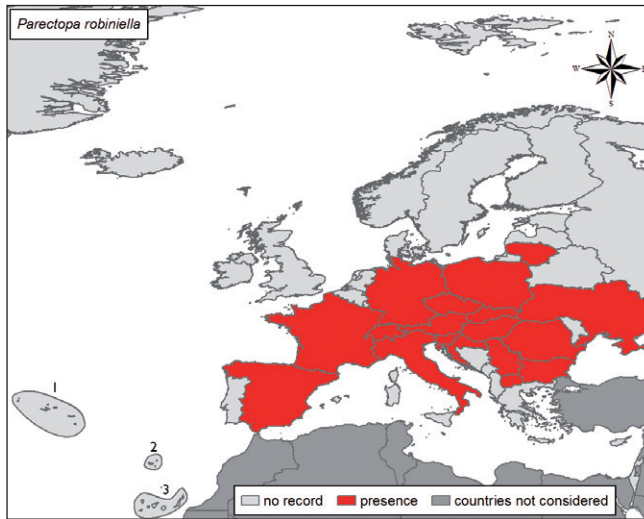 Parectopa robiniella
N
W
E
S
1
2
3
no record
presence
countries not considered